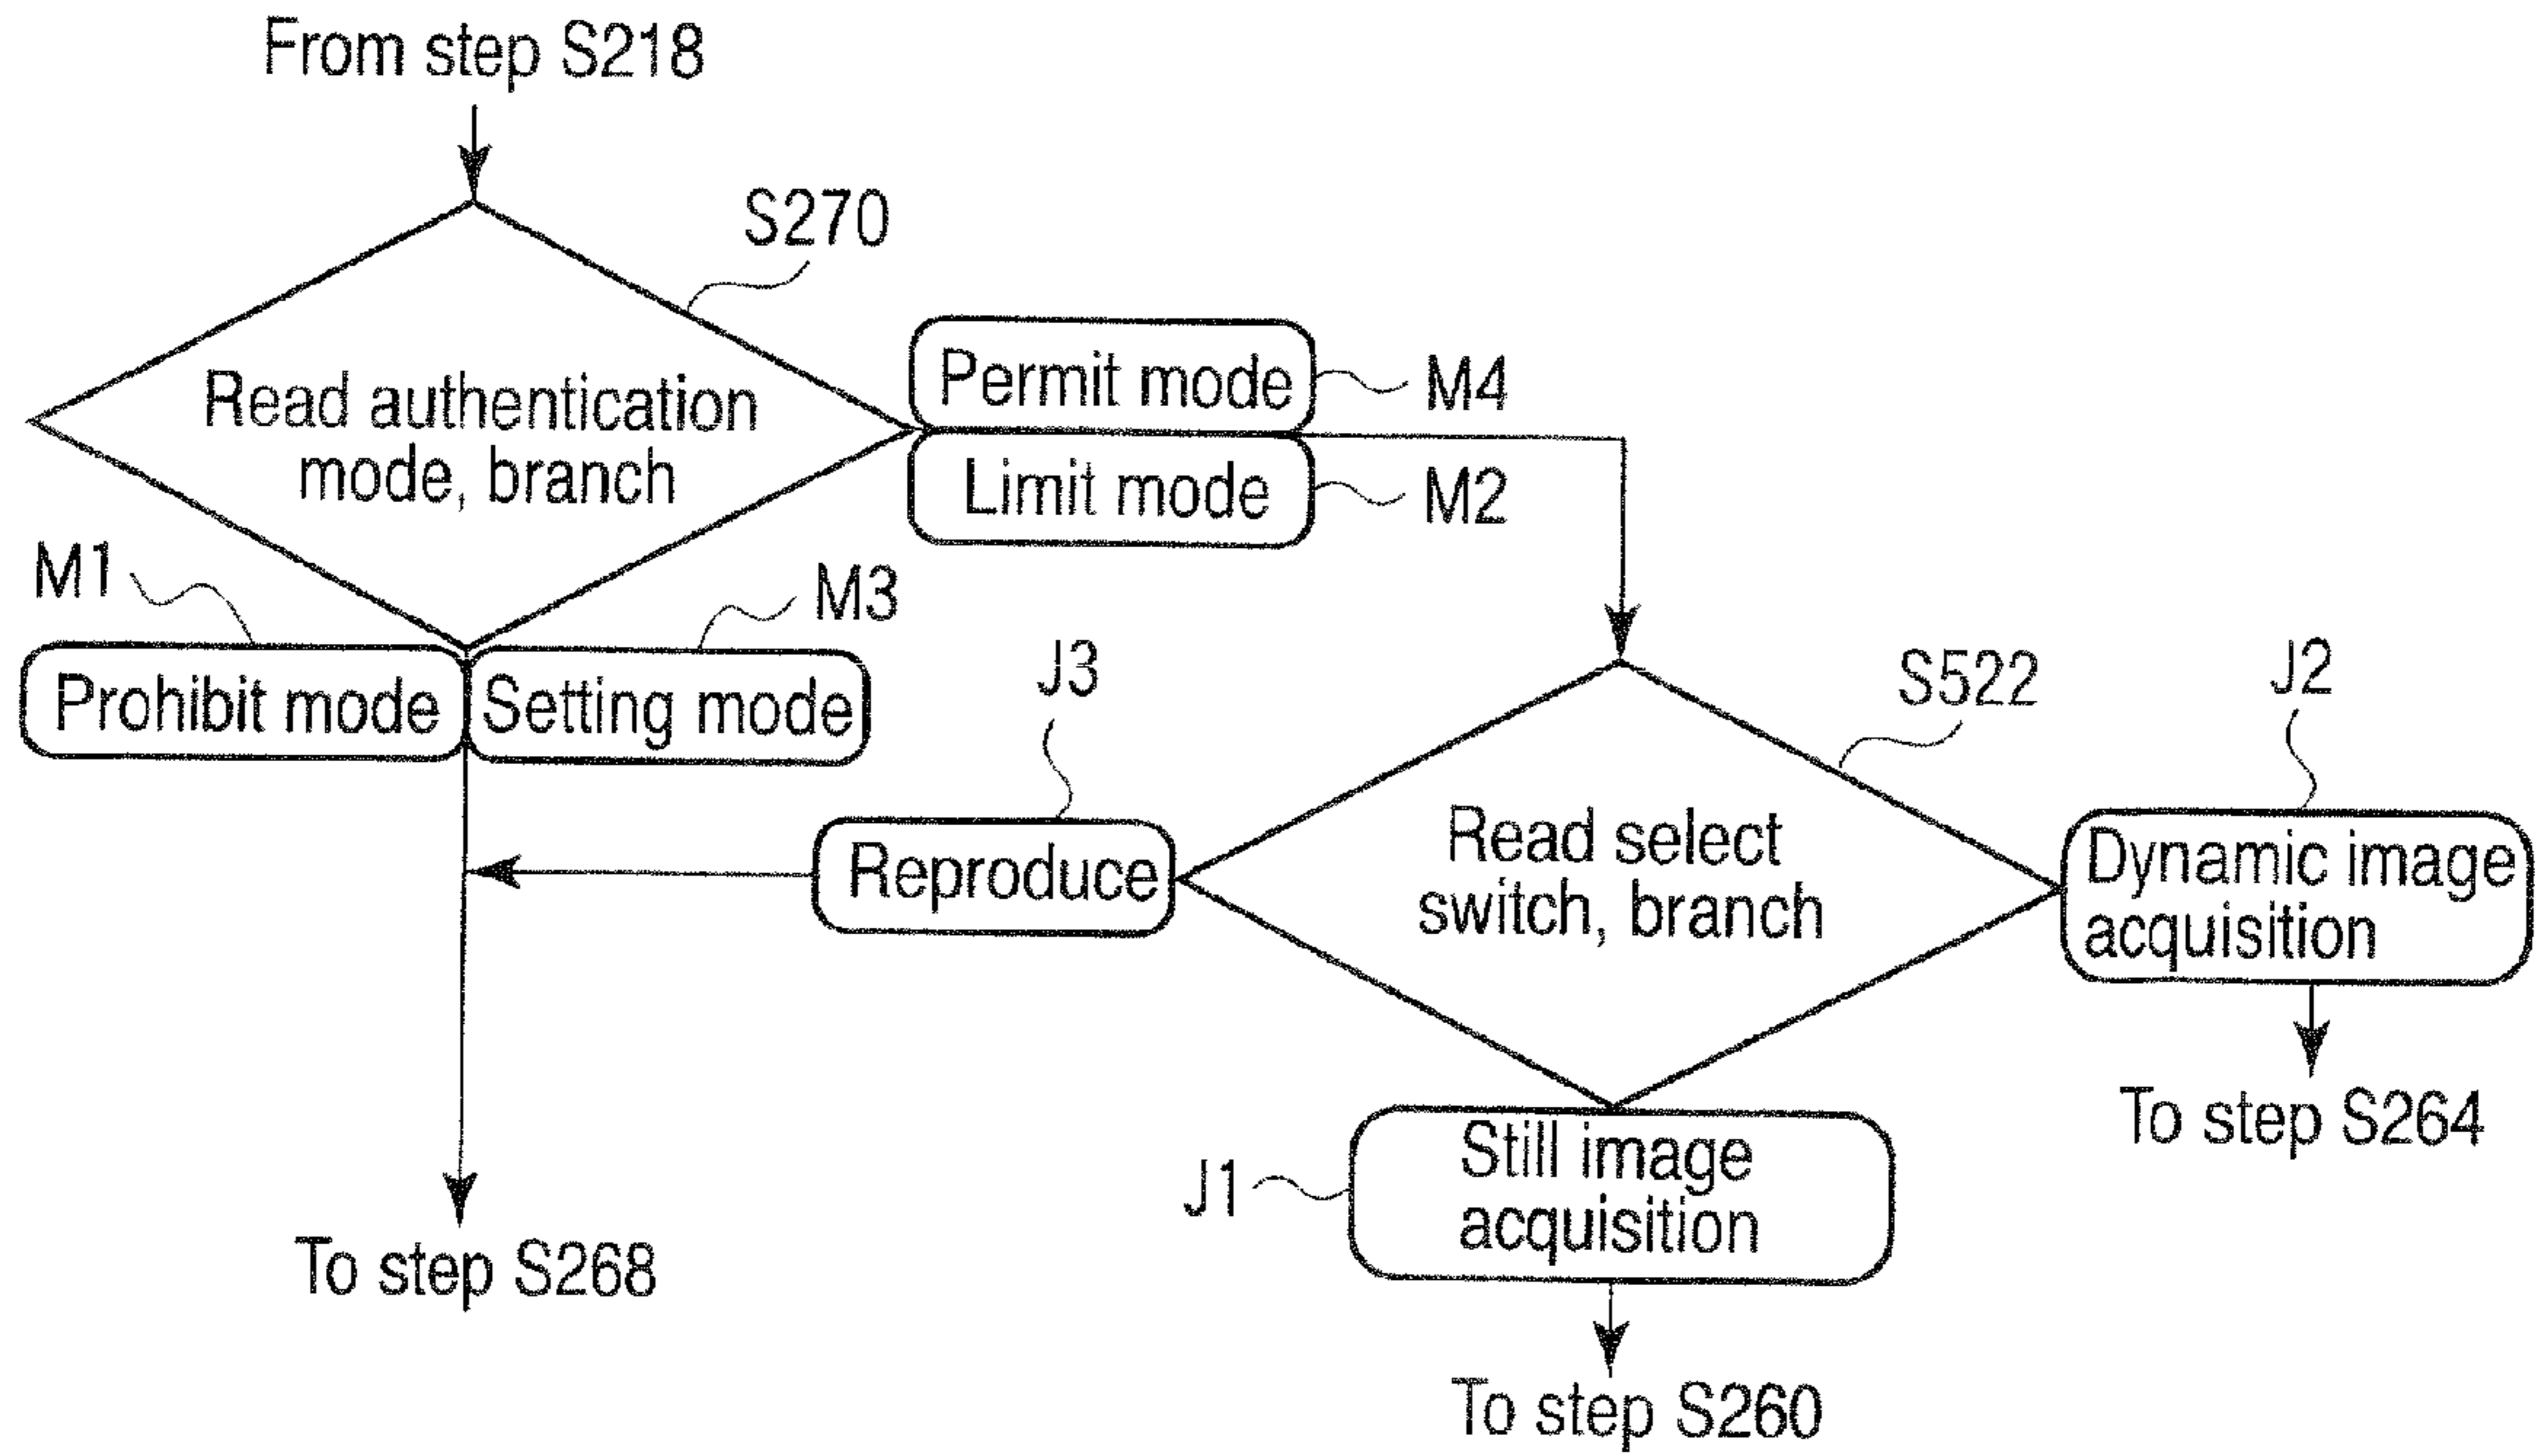 From step S218
S270
Read authentication
mode, branch
Permit mode
M4
Limit mode
M2
M1
M3
Prohibit mode
Setting mode
J3
S522
J2
Reproduce
Read select
switch, branch
Dynamic image
acquisition
To step S264
J1
Still image
acquisition
To step S268
To step S260